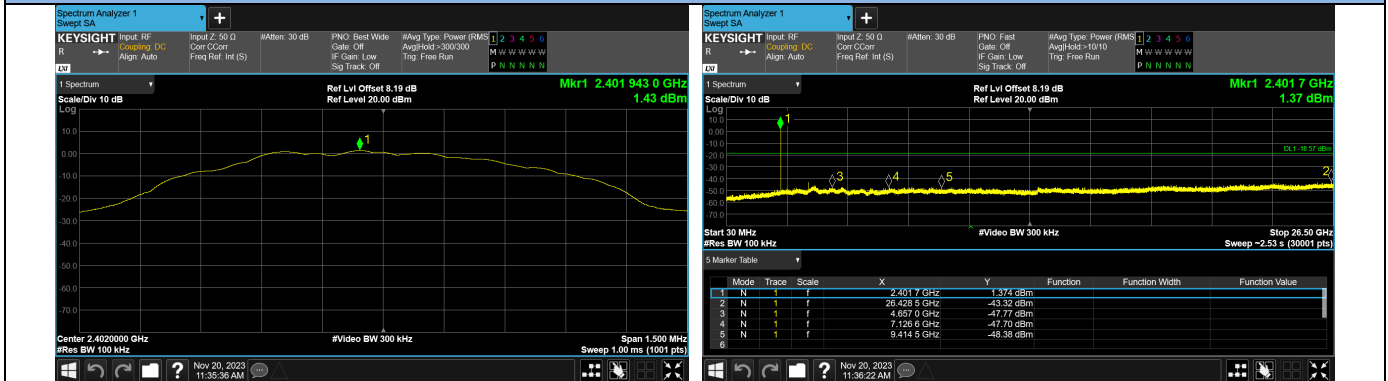 Spectrum Analyzer 1
Swept SA
KEYSIGHT
R
LXI
Input: RF
Coupling: DC
Align: Auto
Input Z: 50 Ω
Corr CCorr
Freq Ref: Int (S)
#Atten: 30 dB
PNO: Best Wide
Gate: Off
IF Gain: Low
Sig Track: Off
#Avg Type: Power (RMS
Avg|Hold:>300/300
Trig: Free Run
1 2 3 4 5 6
M W W W W W
P N N N N N
1 Spectrum
Scale/Div 10 dB
Ref Lvl Offset 8.19 dB
Ref Level 20.00 dBm
Mkr1 2.401 943 0 GHz
1.43 dBm
Log
10.0
0.00
-10.0
-20.0
-30.0
-40.0
-50.0
-60.0
-70.0
1
Center 2.4020000 GHz
#Res BW 100 kHz
#Video BW 300 kHz
Span 1.500 MHz
Sweep 1.00 ms (1001 pts)
Nov 20, 2023
11:35:36 AM
Spectrum Analyzer 1
Swept SA
KEYSIGHT
R
LXI
Input: RF
Coupling: DC
Align: Auto
Input Z: 50 Ω
Corr CCorr
Freq Ref: Int (S)
#Atten: 30 dB
PNO: Fast
Gate: Off
IF Gain: Low
Sig Track: Off
#Avg Type: Power (RMS
Avg|Hold:>10/10
Trig: Free Run
1 2 3 4 5 6
M W W W W W
P N N N N N
1 Spectrum
Scale/Div 10 dB
Ref Lvl Offset 8.19 dB
Ref Level 20.00 dBm
Mkr1 2.401 7 GHz
1.37 dBm
Log
10.0
0.00
-10.0
-20.0
-30.0
-40.0
-50.0
-60.0
-70.0
1
DL1 -18.57 dBm
2
3
4
5
Start 30 MHz
#Res BW 100 kHz
#Video BW 300 kHz
Stop 26.50 GHz
Sweep ~2.53 s (30001 pts)
5 Marker Table
Mode Trace Scale X Y Function Function Width Function Value
1 N 1 f 2.401 7 GHz 1.374 dBm
2 N 1 f 26.428 5 GHz -43.32 dBm
3 N 1 f 4.657 0 GHz -47.77 dBm
4 N 1 f 7.126 6 GHz -47.70 dBm
5 N 1 f 9.414 5 GHz -48.38 dBm
6
Nov 20, 2023
11:36:22 AM